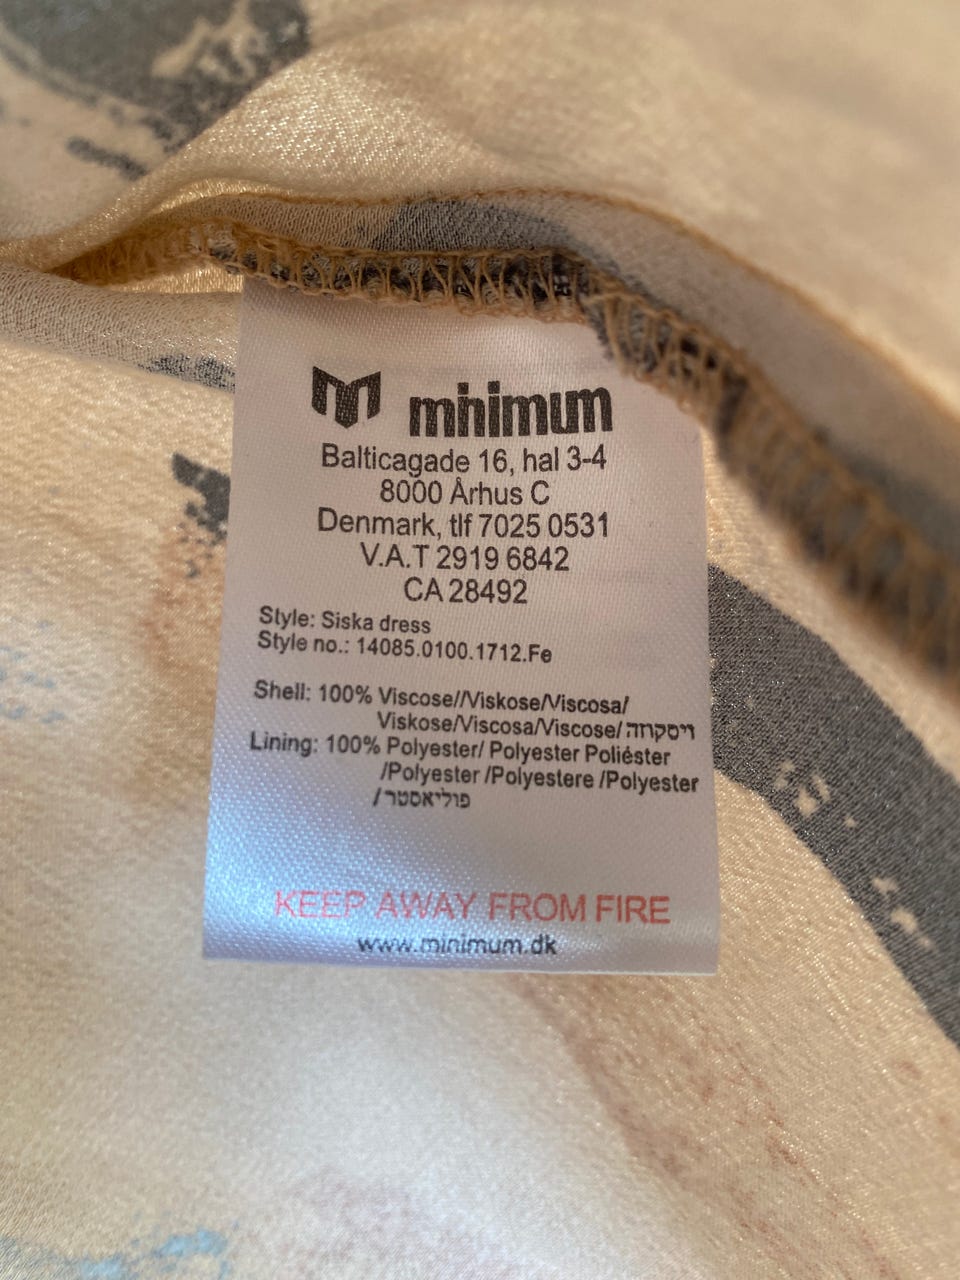 minimum
Balticagade 16, hal 3-4
8000 Århus C
Denmark, tlf 7025 0531
V.A.T 2919 6842
CA 28492
Style: Siska dress
Style no.: 14085.0100.1712.Fe
Shell: 100% Viscose//Viskose/Viscosa/
Viskose/Viscosa/Viscose/ ויסקוזה
Lining: 100% Polyester/ Polyester Poliéster
/Polyester /Polyestere /Polyester
/ פוליאסטר
KEEP AWAY FROM FIRE
www.minimum.dk